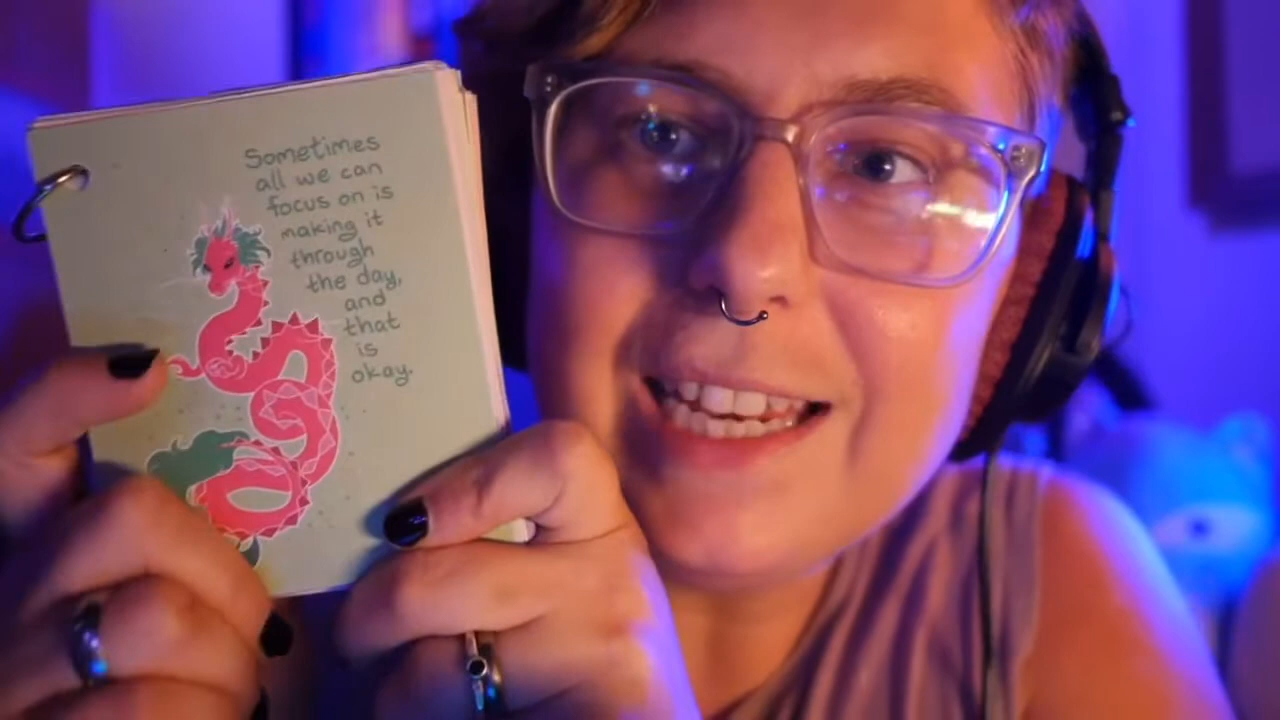 Sometimes
all we can
focus on is
making it
through
the day,
and
that
is
okay.